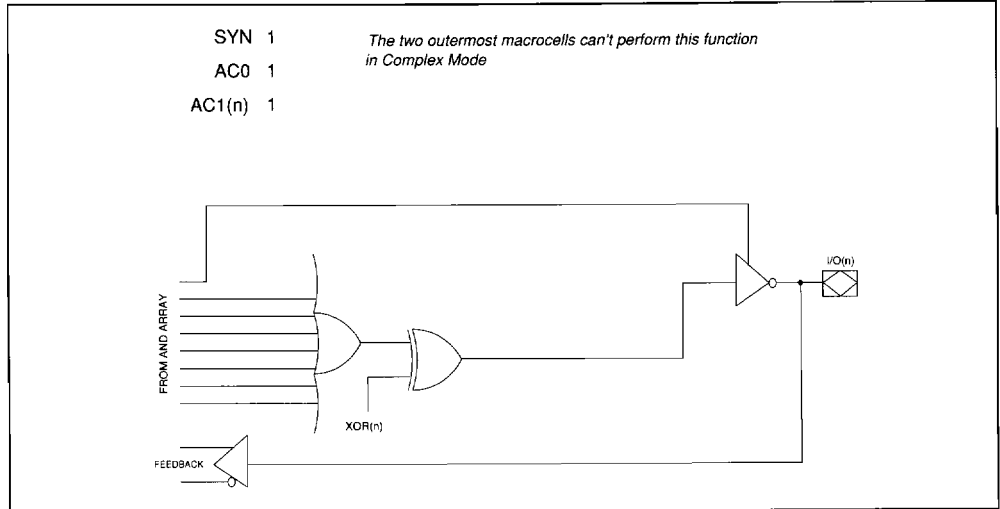 SYN 1
The two outermost macrocells can't perform this function
in Complex Mode
AC0 1
AC1(n) 1
I/O(n)
FROM AND ARRAY
XOR(n)
FEEDBACK